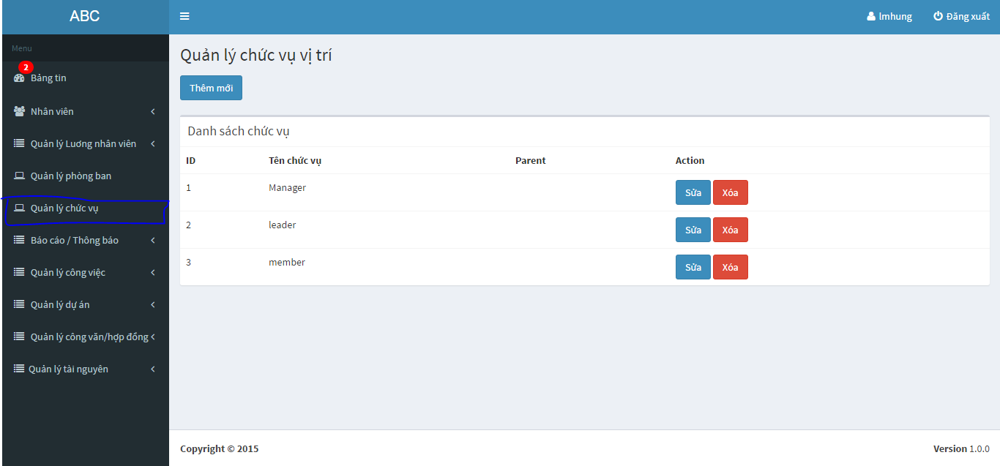 ABC
lmhung Đăng xuất
Menu
2
Bảng tin
Nhân viên
Quản lý Lương nhân viên
Quản lý phòng ban
Quản lý chức vụ
Báo cáo / Thông báo
Quản lý công việc
Quản lý dự án
Quản lý công văn/hợp đồng
Quản lý tài nguyên
Quản lý chức vụ vị trí
Thêm mới
Danh sách chức vụ
ID Tên chức vụ Parent Action
1 Manager Sửa Xóa
2 leader Sửa Xóa
3 member Sửa Xóa
Copyright © 2015 Version 1.0.0